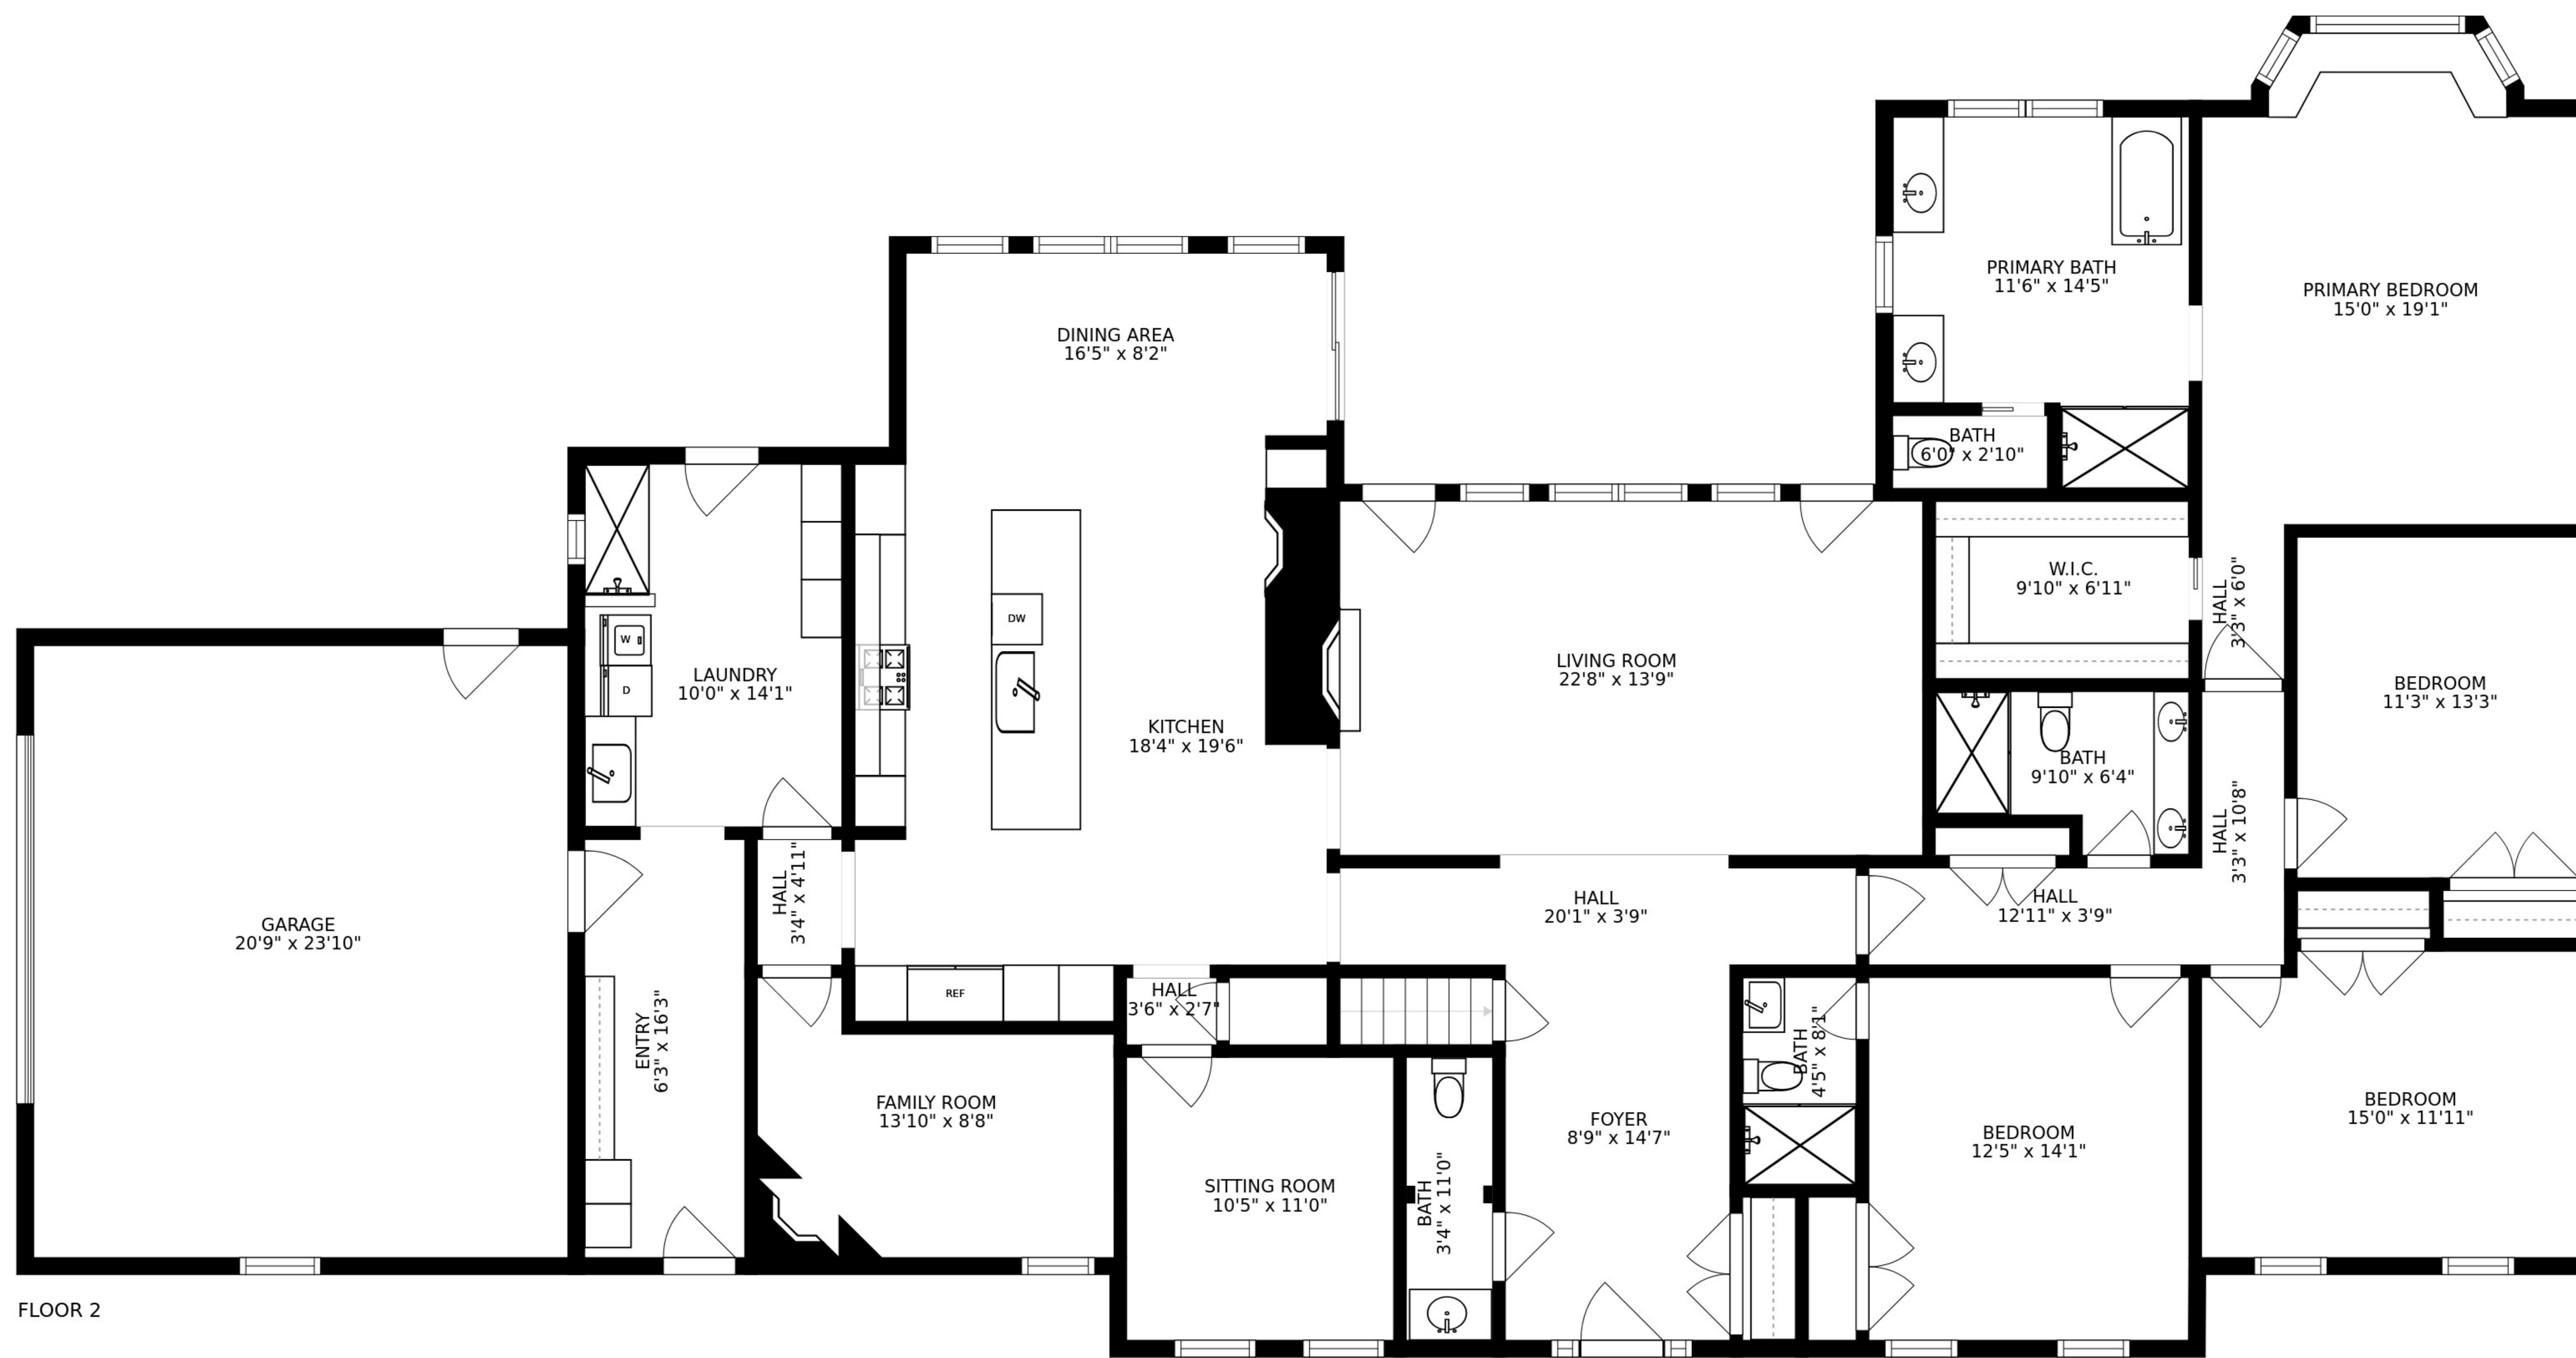 PRIMARY BATH
11'6" x 14'5"
PRIMARY BEDROOM
15'0" x 19'1"
DINING AREA
16'5" x 8'2"
BATH
6'0" x 2'10"
W.I.C.
9'10" x 6'11"
HALL
3'3" x 6'0"
DW
W
D
LAUNDRY
10'0" x 14'1"
LIVING ROOM
22'8" x 13'9"
BEDROOM
11'3" x 13'3"
KITCHEN
18'4" x 19'6"
BATH
9'10" x 6'4"
HALL
3'3" x 10'8"
GARAGE
20'9" x 23'10"
HALL
3'4" x 4'11"
HALL
20'1" x 3'9"
HALL
12'11" x 3'9"
REF
HALL
3'6" x 2'7"
ENTRY
6'3" x 16'3"
BATH
4'5" x 8'1"
FAMILY ROOM
13'10" x 8'8"
FOYER
8'9" x 14'7"
BEDROOM
12'5" x 14'1"
BEDROOM
15'0" x 11'11"
SITTING ROOM
10'5" x 11'0"
BATH
3'4" x 11'0"
FLOOR 2